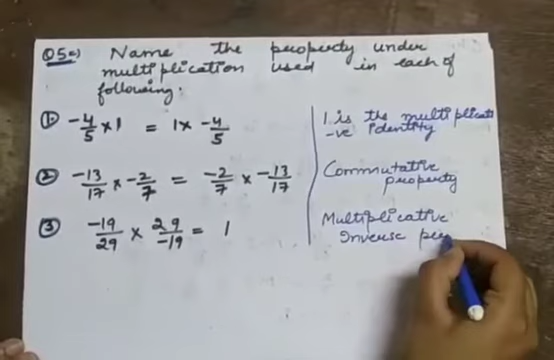 Q5=) Name the property under
multiplication used in each of
following.
① -4/5 × 1 = 1 × -4/5
1 is the multiplicati
-ve identity
② -13/17 × -2/7 = -2/7 × -13/17
Commutative
property
③ -19/29 × 29/-19 = 1
Multiplicative
Inverse